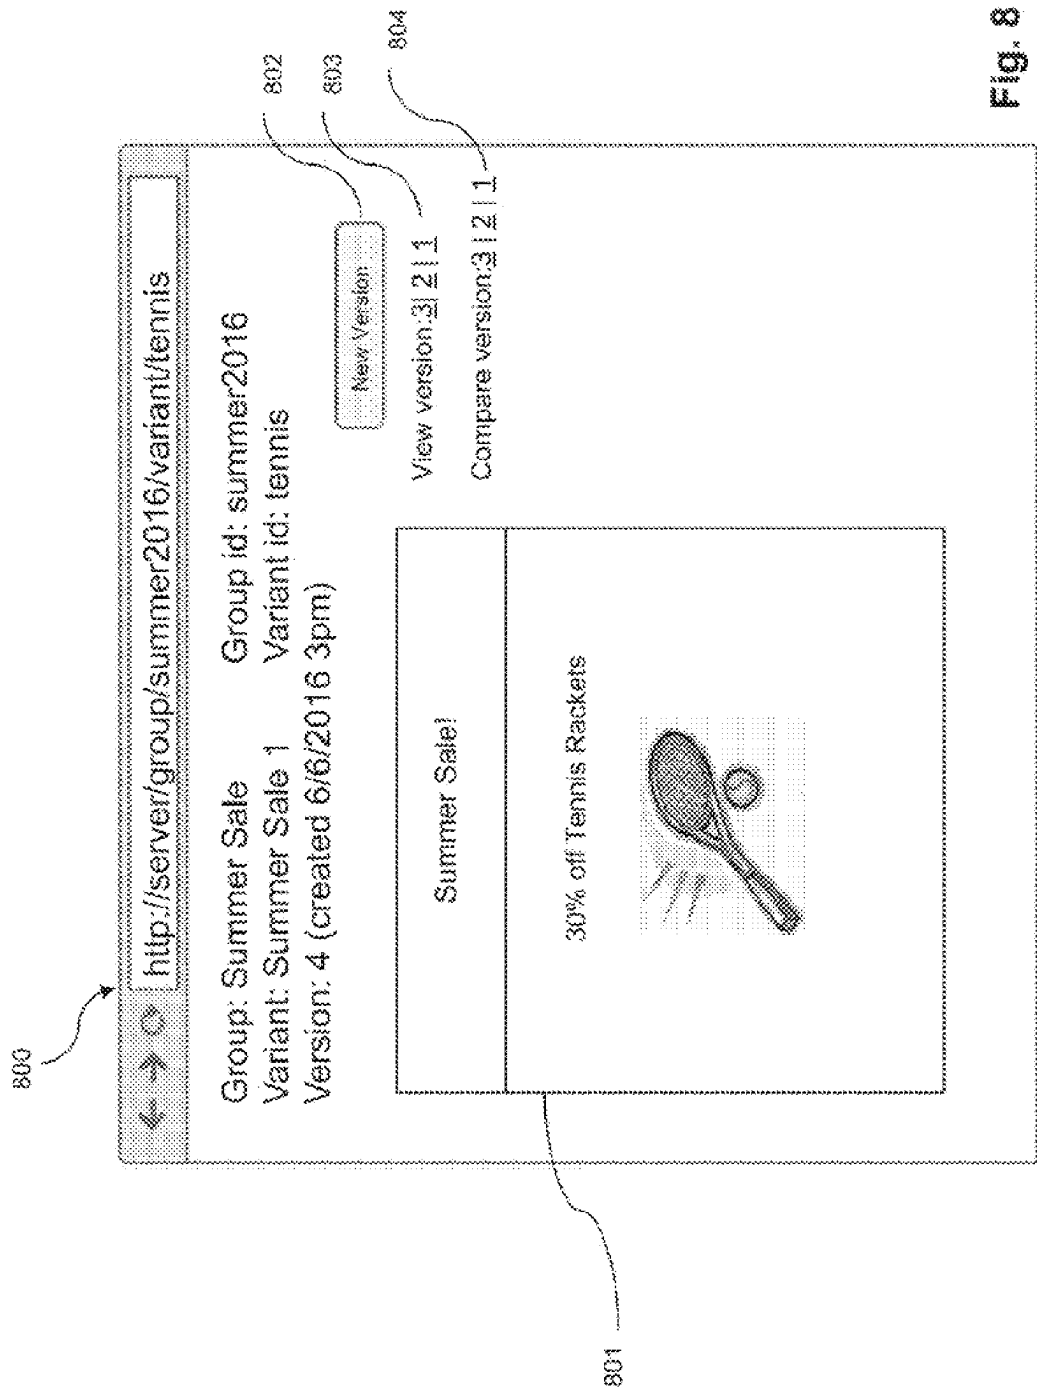 800
http://server/group/summer2016/variant/tennis
Group: Summer Sale Group id: summer2016
Variant: Summer Sale 1 Variant id: tennis
Version: 4 (created 6/6/2016 3pm)
New Version
802
View version:3| 2 | 1
803
Compare version:3 | 2 | 1
804
Summer Sale!
30% off Tennis Rackets
801
Fig. 8